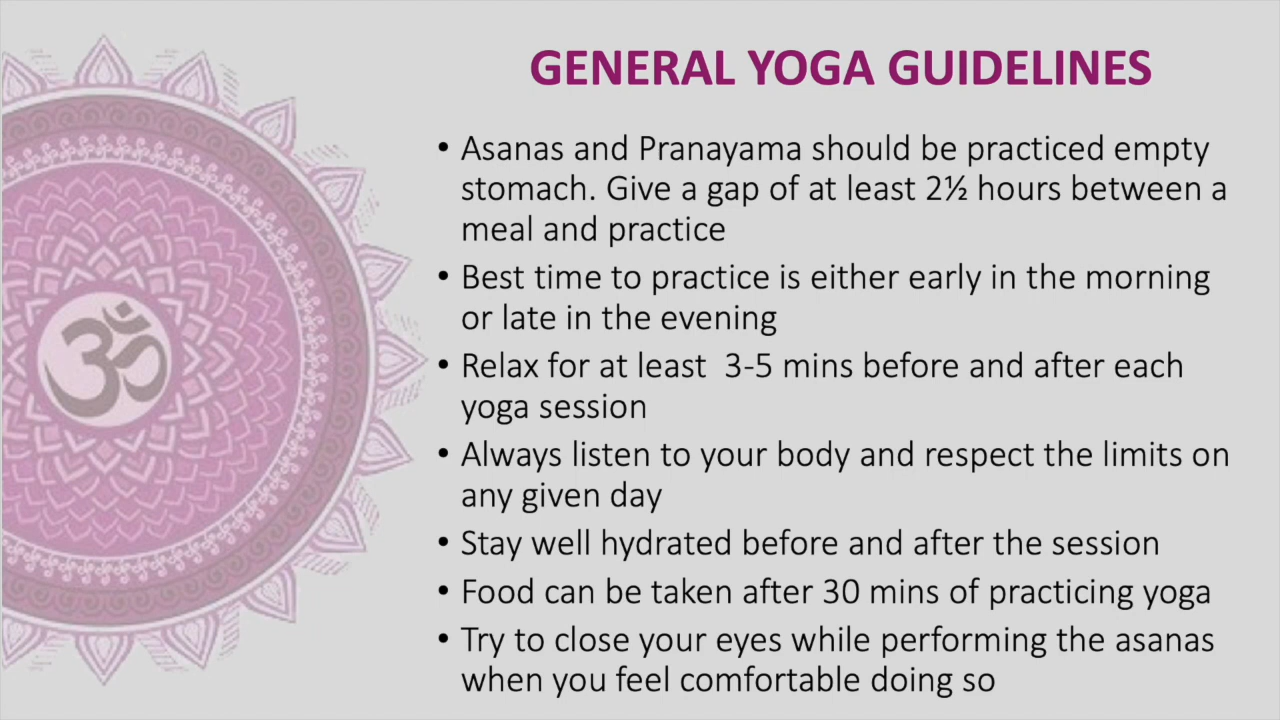 GENERAL YOGA GUIDELINES
• Asanas and Pranayama should be practiced empty
stomach. Give a gap of at least 2½ hours between a
meal and practice
• Best time to practice is either early in the morning
or late in the evening
• Relax for at least  3-5 mins before and after each
yoga session
• Always listen to your body and respect the limits on
any given day
• Stay well hydrated before and after the session
• Food can be taken after 30 mins of practicing yoga
• Try to close your eyes while performing the asanas
when you feel comfortable doing so
ॐ